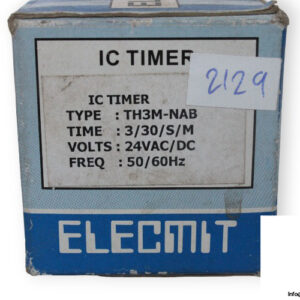 IC TIMER
2129
IC TIMER
TYPE : TH3M-NAB
TIME : 3/30/S/M
VOLTS : 24VAC/DC
FREQ : 50/60Hz
ELECMIT